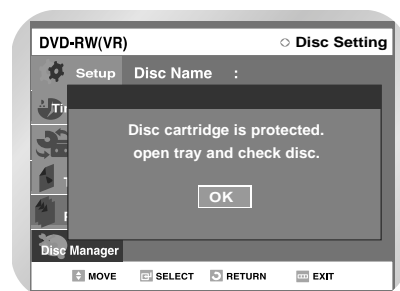 DVD-RW(VR) Disc Setting
Setup Disc Name :
Disc cartridge is protected.
open tray and check disc.
OK
Disc Manager
MOVE SELECT RETURN EXIT